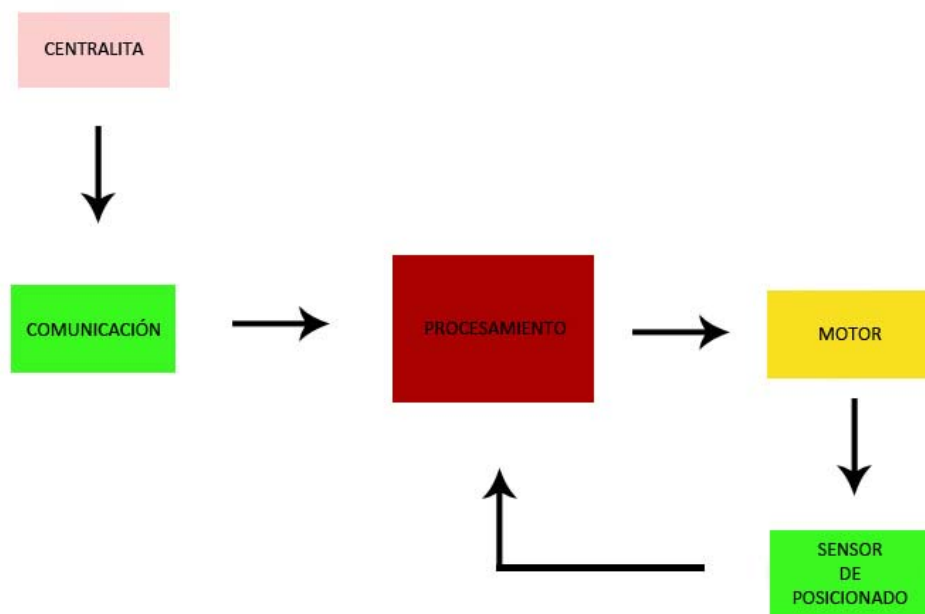 CENTRALITA
COMUNICACIÓN
PROCESAMIENTO
MOTOR
SENSOR
DE
POSICIONADO